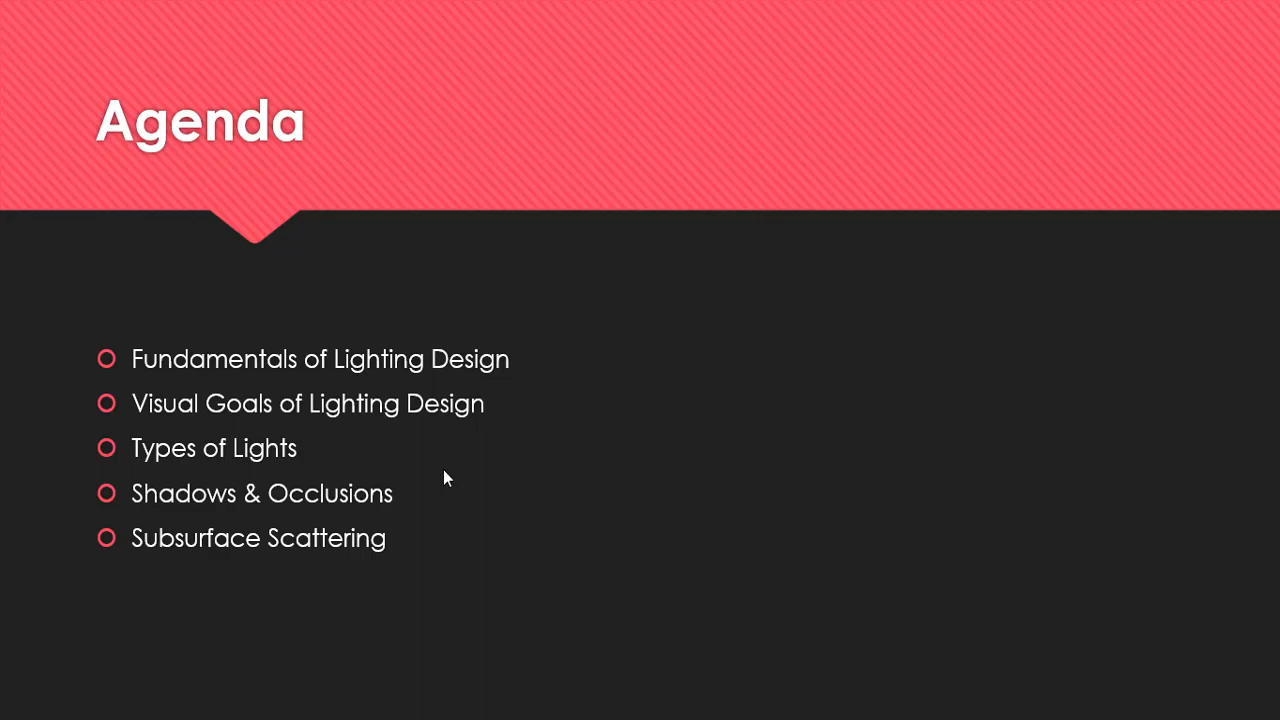 Agenda
Fundamentals of Lighting Design
Visual Goals of Lighting Design
Types of Lights
Shadows & Occlusions
Subsurface Scattering